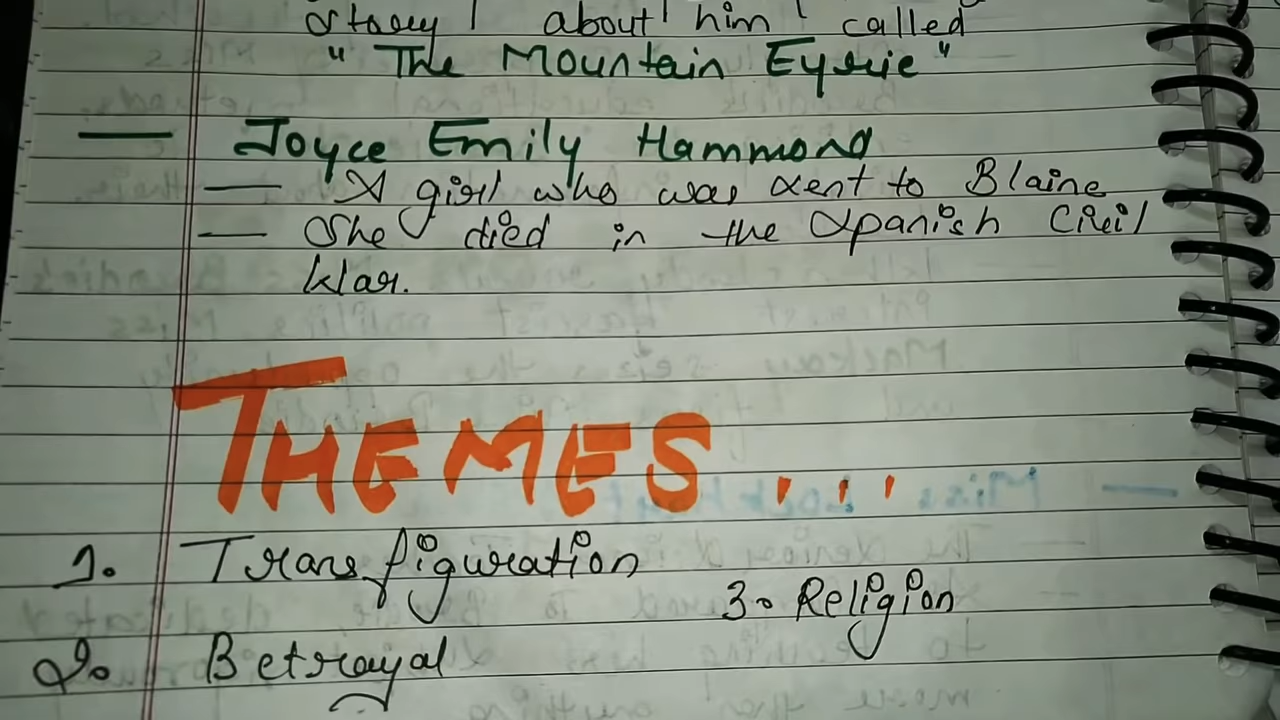 Story about him called
" The Mountain Eyrie "
— Joyce Emily Hammond
— A girl who was sent to Blaine
— She died in the Spanish Civil
War.
THEMES...
1. Transfiguration
3. Religion
2. Betrayal